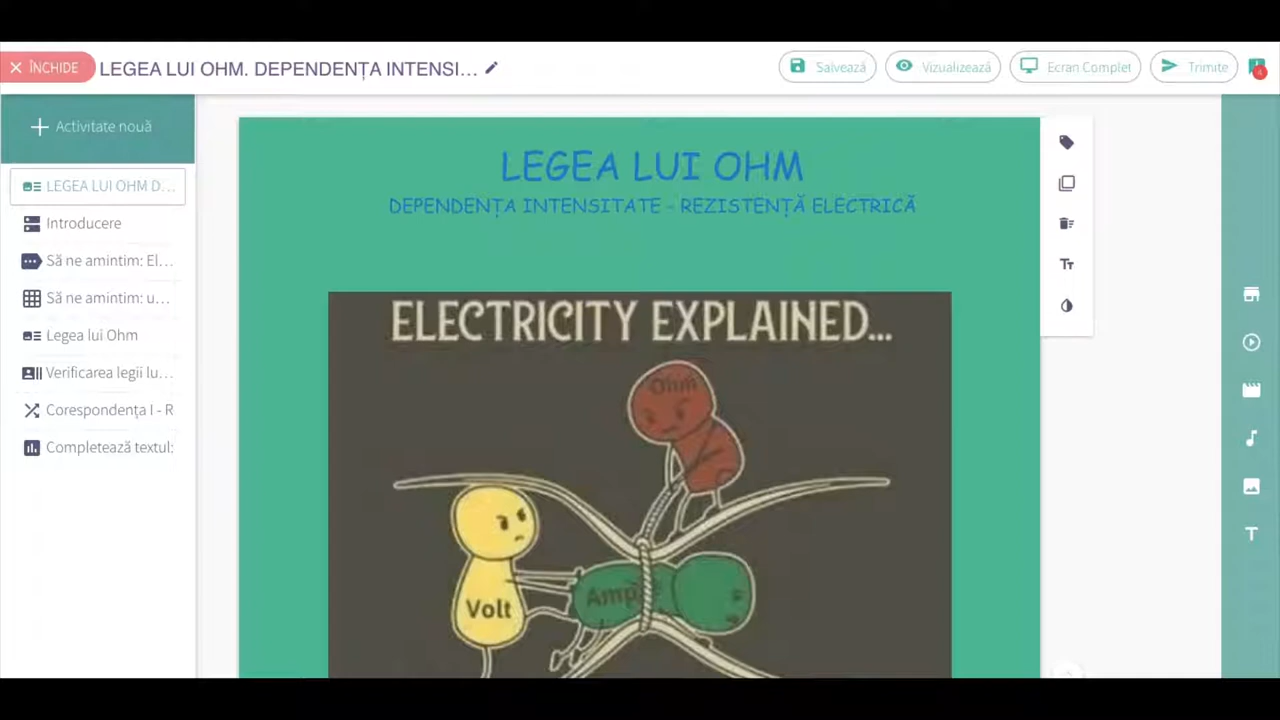 ÎNCHIDE
LEGEA LUI OHM. DEPENDENȚA INTENSI...
Salvează
Vizualizează
Ecran Complet
Trimite
Activitate nouă
LEGEA LUI OHM D...
Introducere
Să ne amintim: El...
Să ne amintim: u...
Legea lui Ohm
Verificarea legii lu...
Corespondența I - R
Completează textul:
LEGEA LUI OHM
DEPENDENȚA INTENSITATE - REZISTENȚĂ ELECTRICĂ
ELECTRICITY EXPLAINED...
Ohm
Volt